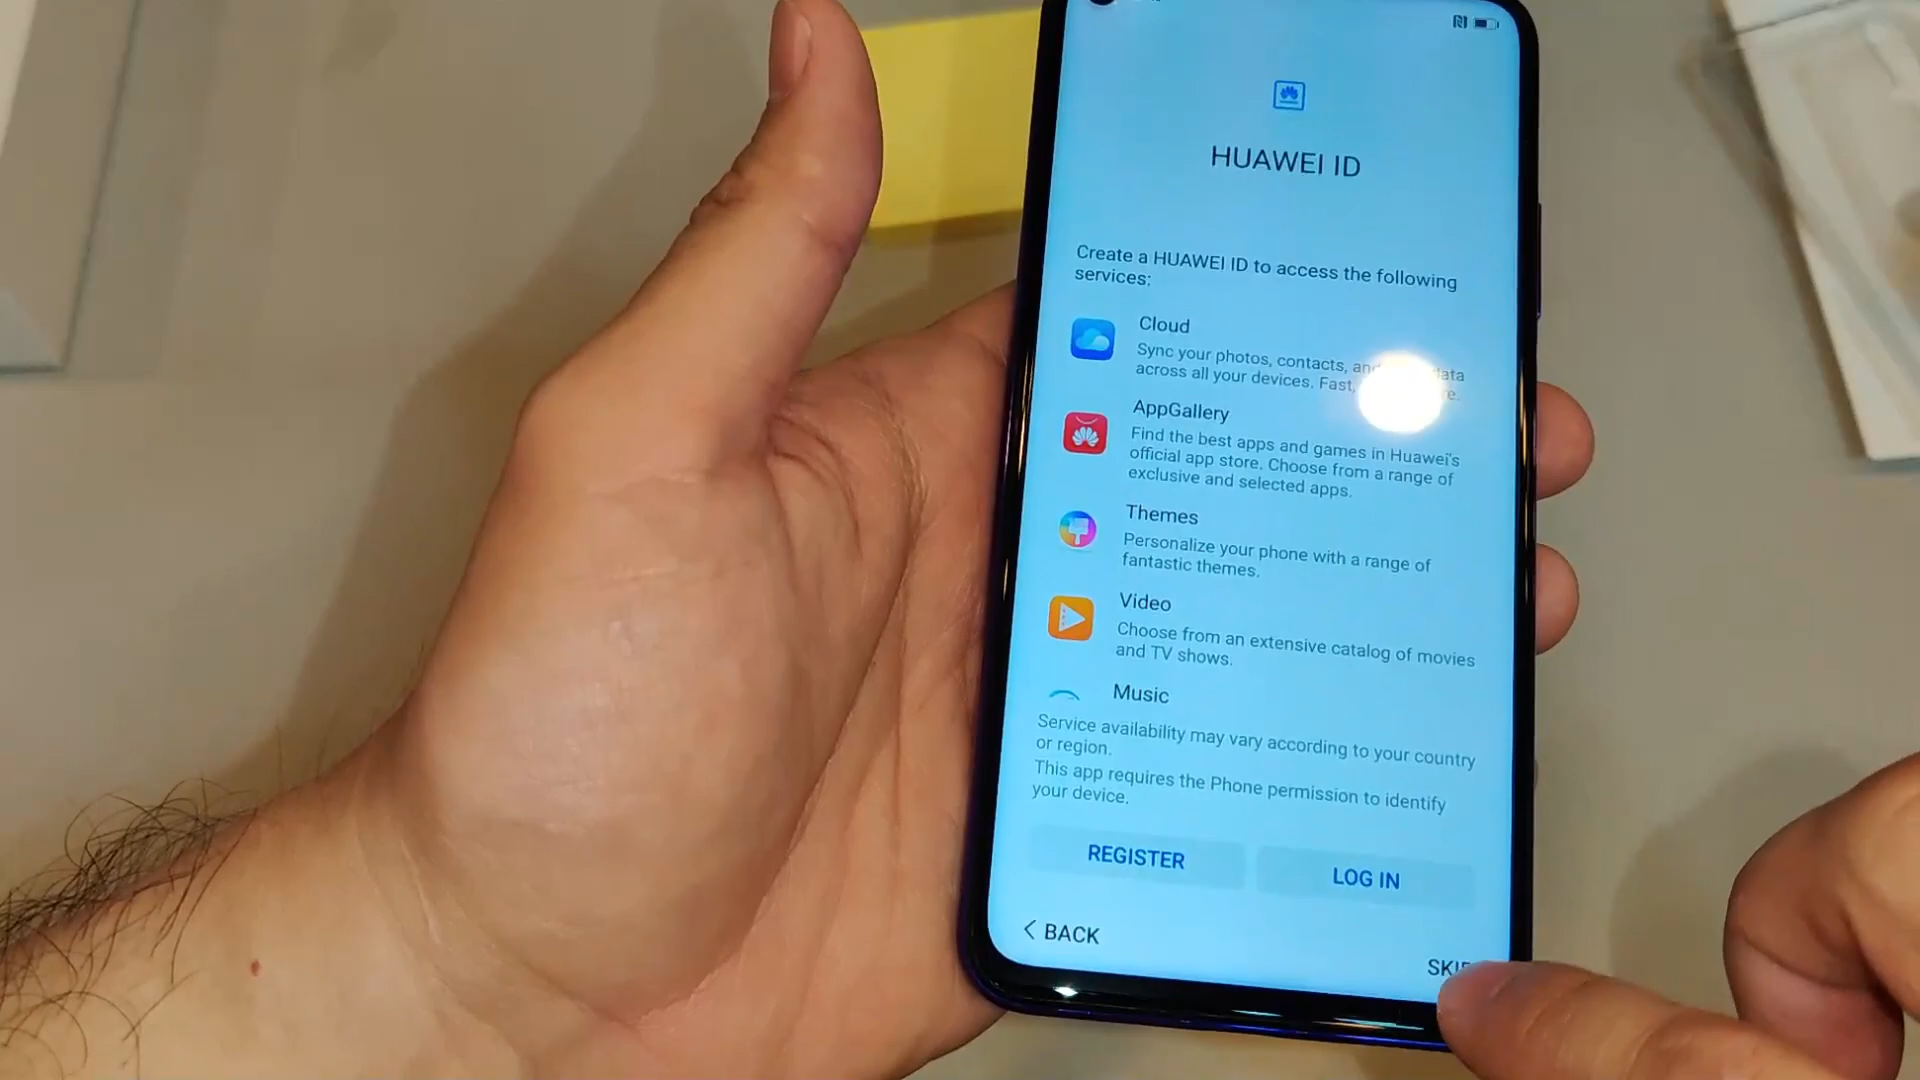 HUAWEI ID
Create a HUAWEI ID to access the following
services:
Cloud
Sync your photos, contacts, and data
across all your devices. Fast,
AppGallery
Find the best apps and games in Huawei's
official app store. Choose from a range of
exclusive and selected apps.
Themes
Personalize your phone with a range of
fantastic themes.
Video
Choose from an extensive catalog of movies
and TV shows.
Music
Service availability may vary according to your country
or region.
This app requires the Phone permission to identify
your device.
REGISTER
LOG IN
BACK
SKIP